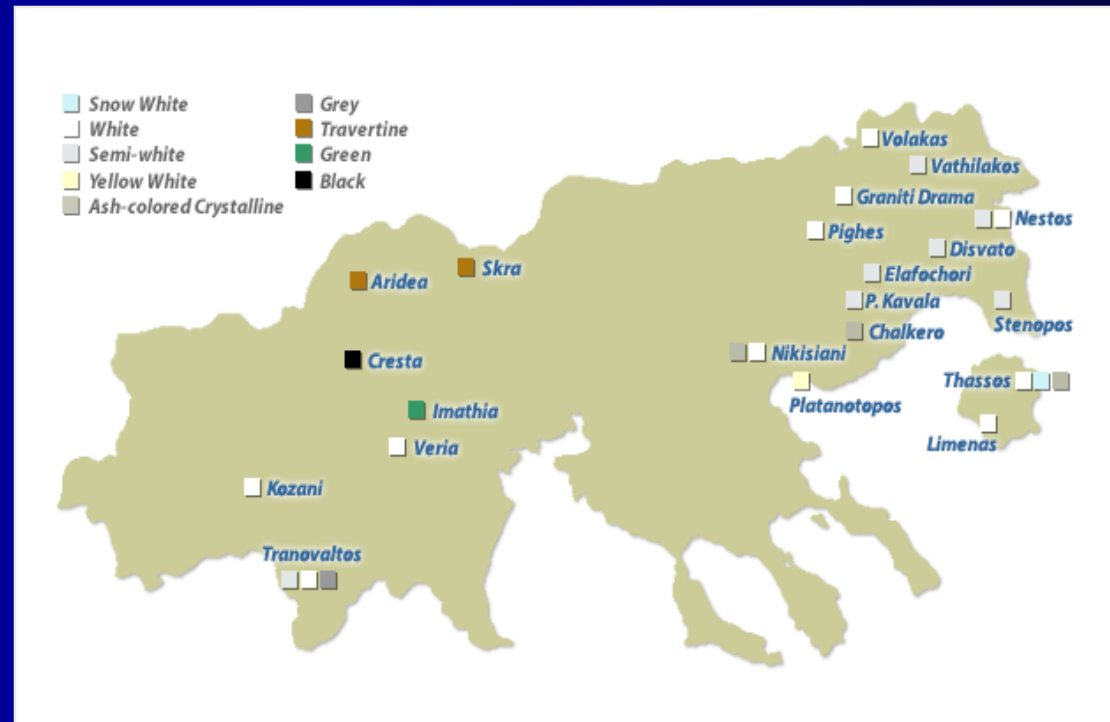 Snow White
White
Semi-white
Yellow White
Ash-colored Crystalline
Grey
Travertine
Green
Black
Volakas
Vathilakos
Graniti Drama
Nestos
Pighes
Disvato
Skra
Aridea
Elafochori
P. Kavala
Stenopos
Chalkero
Nikisiani
Cresta
Thassos
Platanotopos
Imathia
Limenas
Veria
Kozani
Tranovaltos